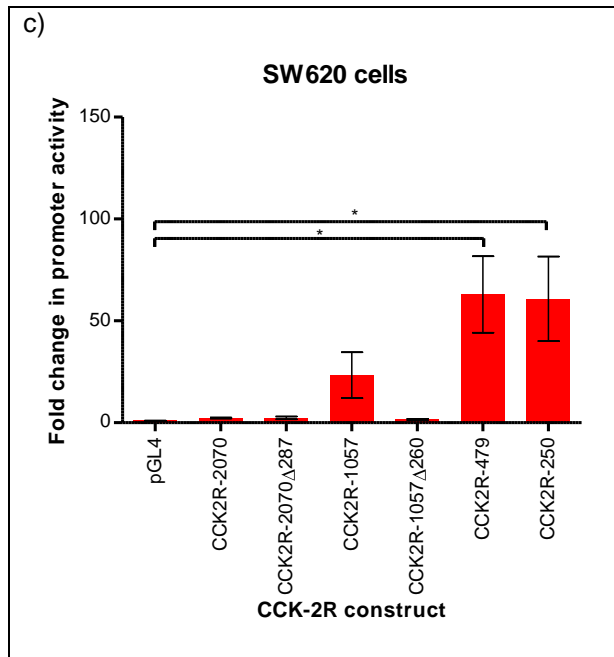 c)
SW620 cells
Fold change in promoter activity
150
100
50
0
*
*
pGL4
CCK2R-2070
CCK2R-2070Δ287
CCK2R-1057
CCK2R-1057Δ260
CCK2R-479
CCK2R-250
CCK-2R construct